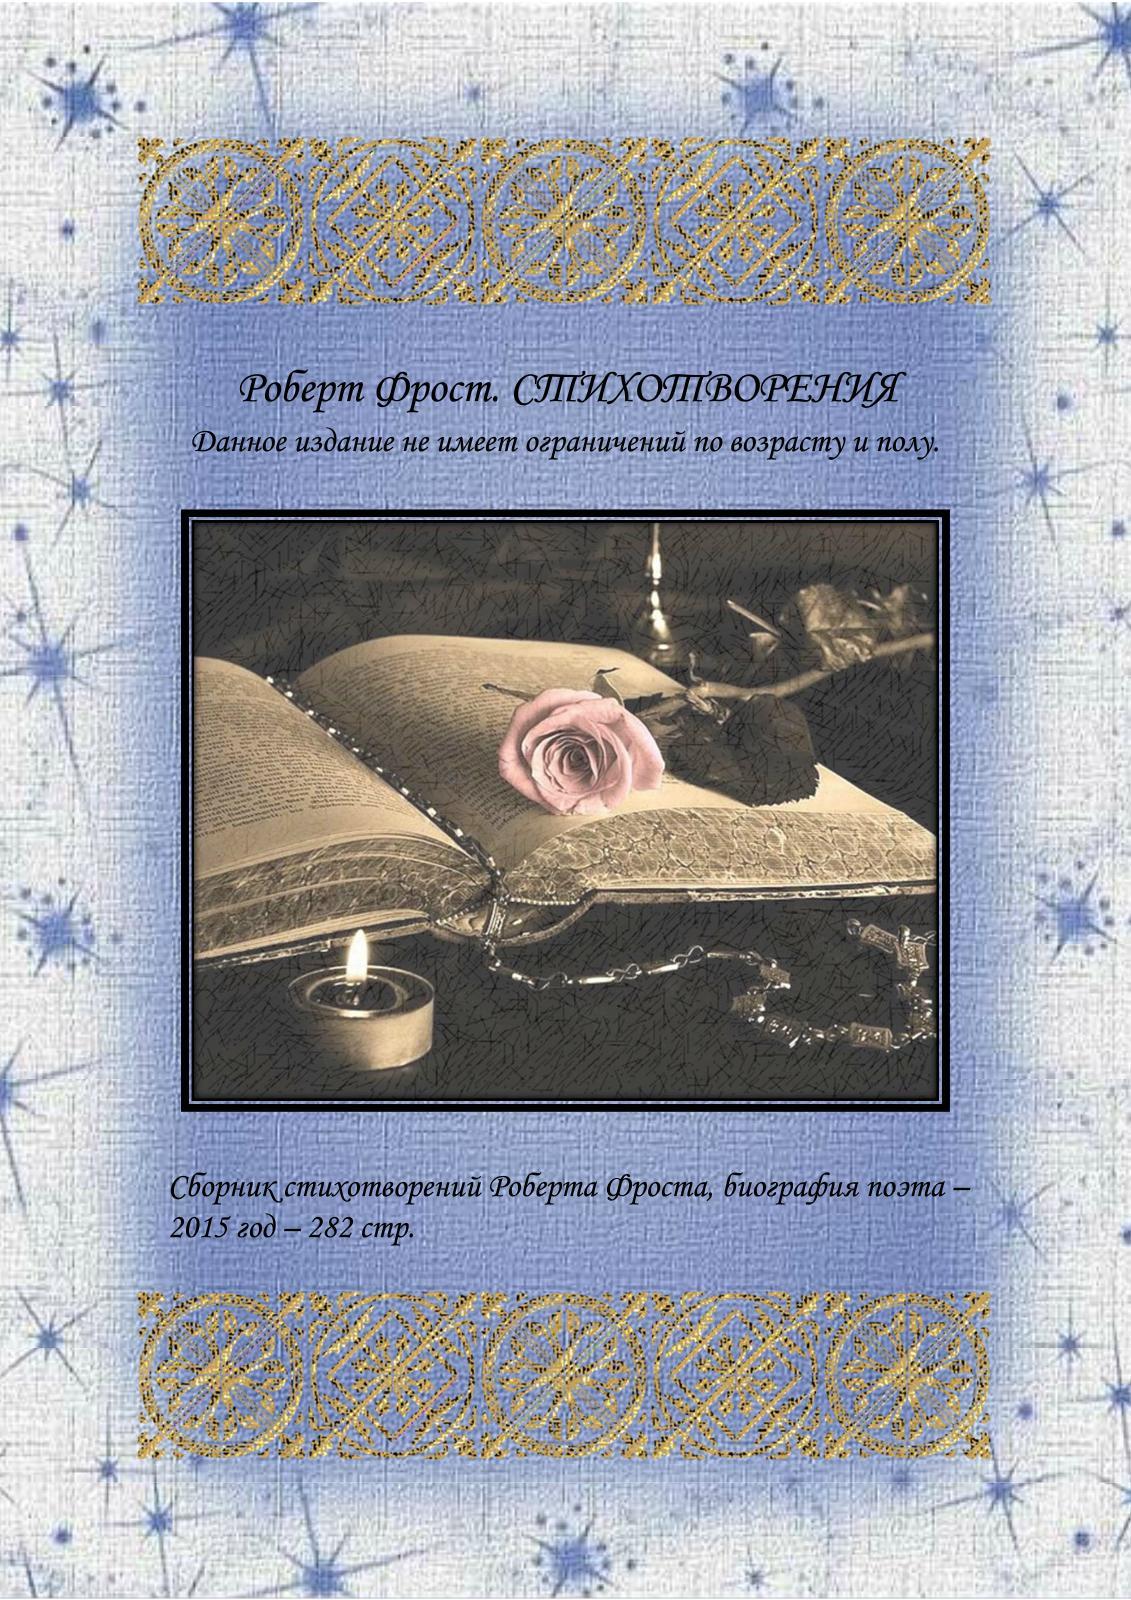 Роберт Фрост. СТИХОТВОРЕНИЯ
Данное издание не имеет ограничений по возрасту и полу.
Сборник стихотворений Роберта Фроста, биография поэта –
2015 год – 282 стр.